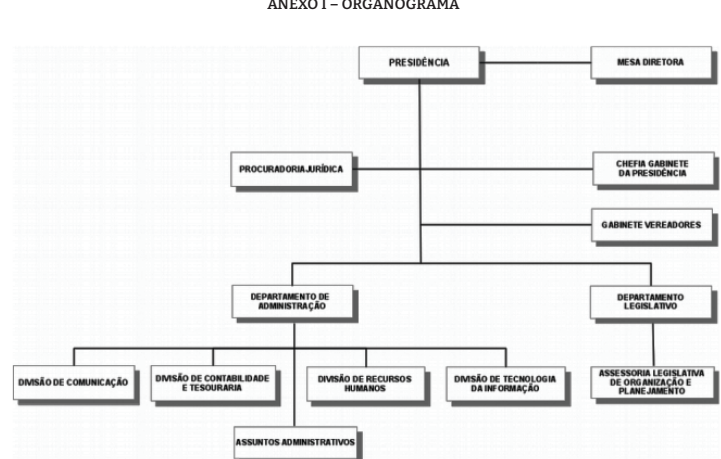 ANEXO I – ORGANOGRAMA
PRESIDÊNCIA
MESA DIRETORA
PROCURADORIA JURÍDICA
CHEFIA GABINETE
DA PRESIDÊNCIA
GABINETE VEREADORES
DEPARTAMENTO DE
ADMINISTRAÇÃO
DEPARTAMENTO
LEGISLATIVO
DIVISÃO DE COMUNICAÇÃO
DIVISÃO DE CONTABILIDADE
E TESOURARIA
DIVISÃO DE RECURSOS
HUMANOS
DIVISÃO DE TECNOLOGIA
DA INFORMAÇÃO
ASSESSORIA LEGISLATIVA
DE ORGANIZAÇÃO E
PLANEJAMENTO
ASSUNTOS ADMINISTRATIVOS